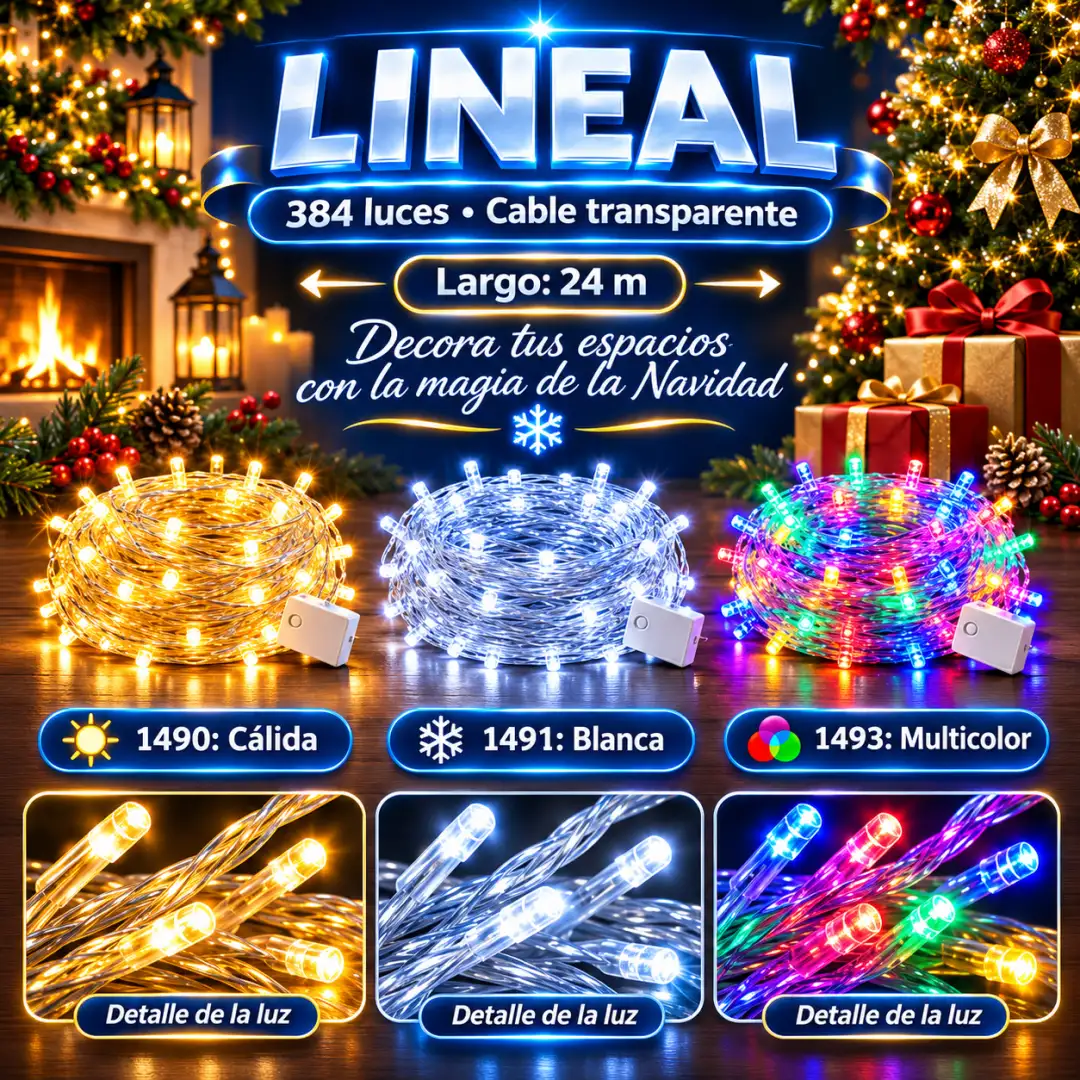 LINEAL
384 luces • Cable transparente
Largo: 24 m
Decora tus espacios
con la magia de la Navidad
1490: Cálida
1491: Blanca
1493: Multicolor
Detalle de la luz
Detalle de la luz
Detalle de la luz